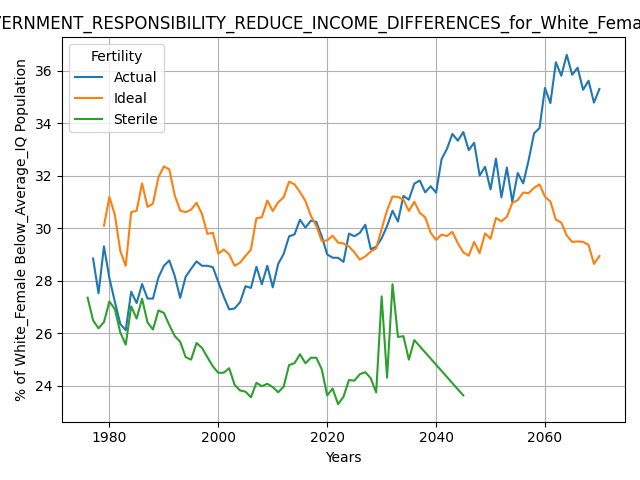 VERNMENT_RESPONSIBILITY_REDUCE_INCOME_DIFFERENCES_for_White_Fema
% of White_Female Below_Average_IQ Population
Fertility
Actual
Ideal
Sterile
36
34
32
30
28
26
24
1980
2000
2020
2040
2060
Years